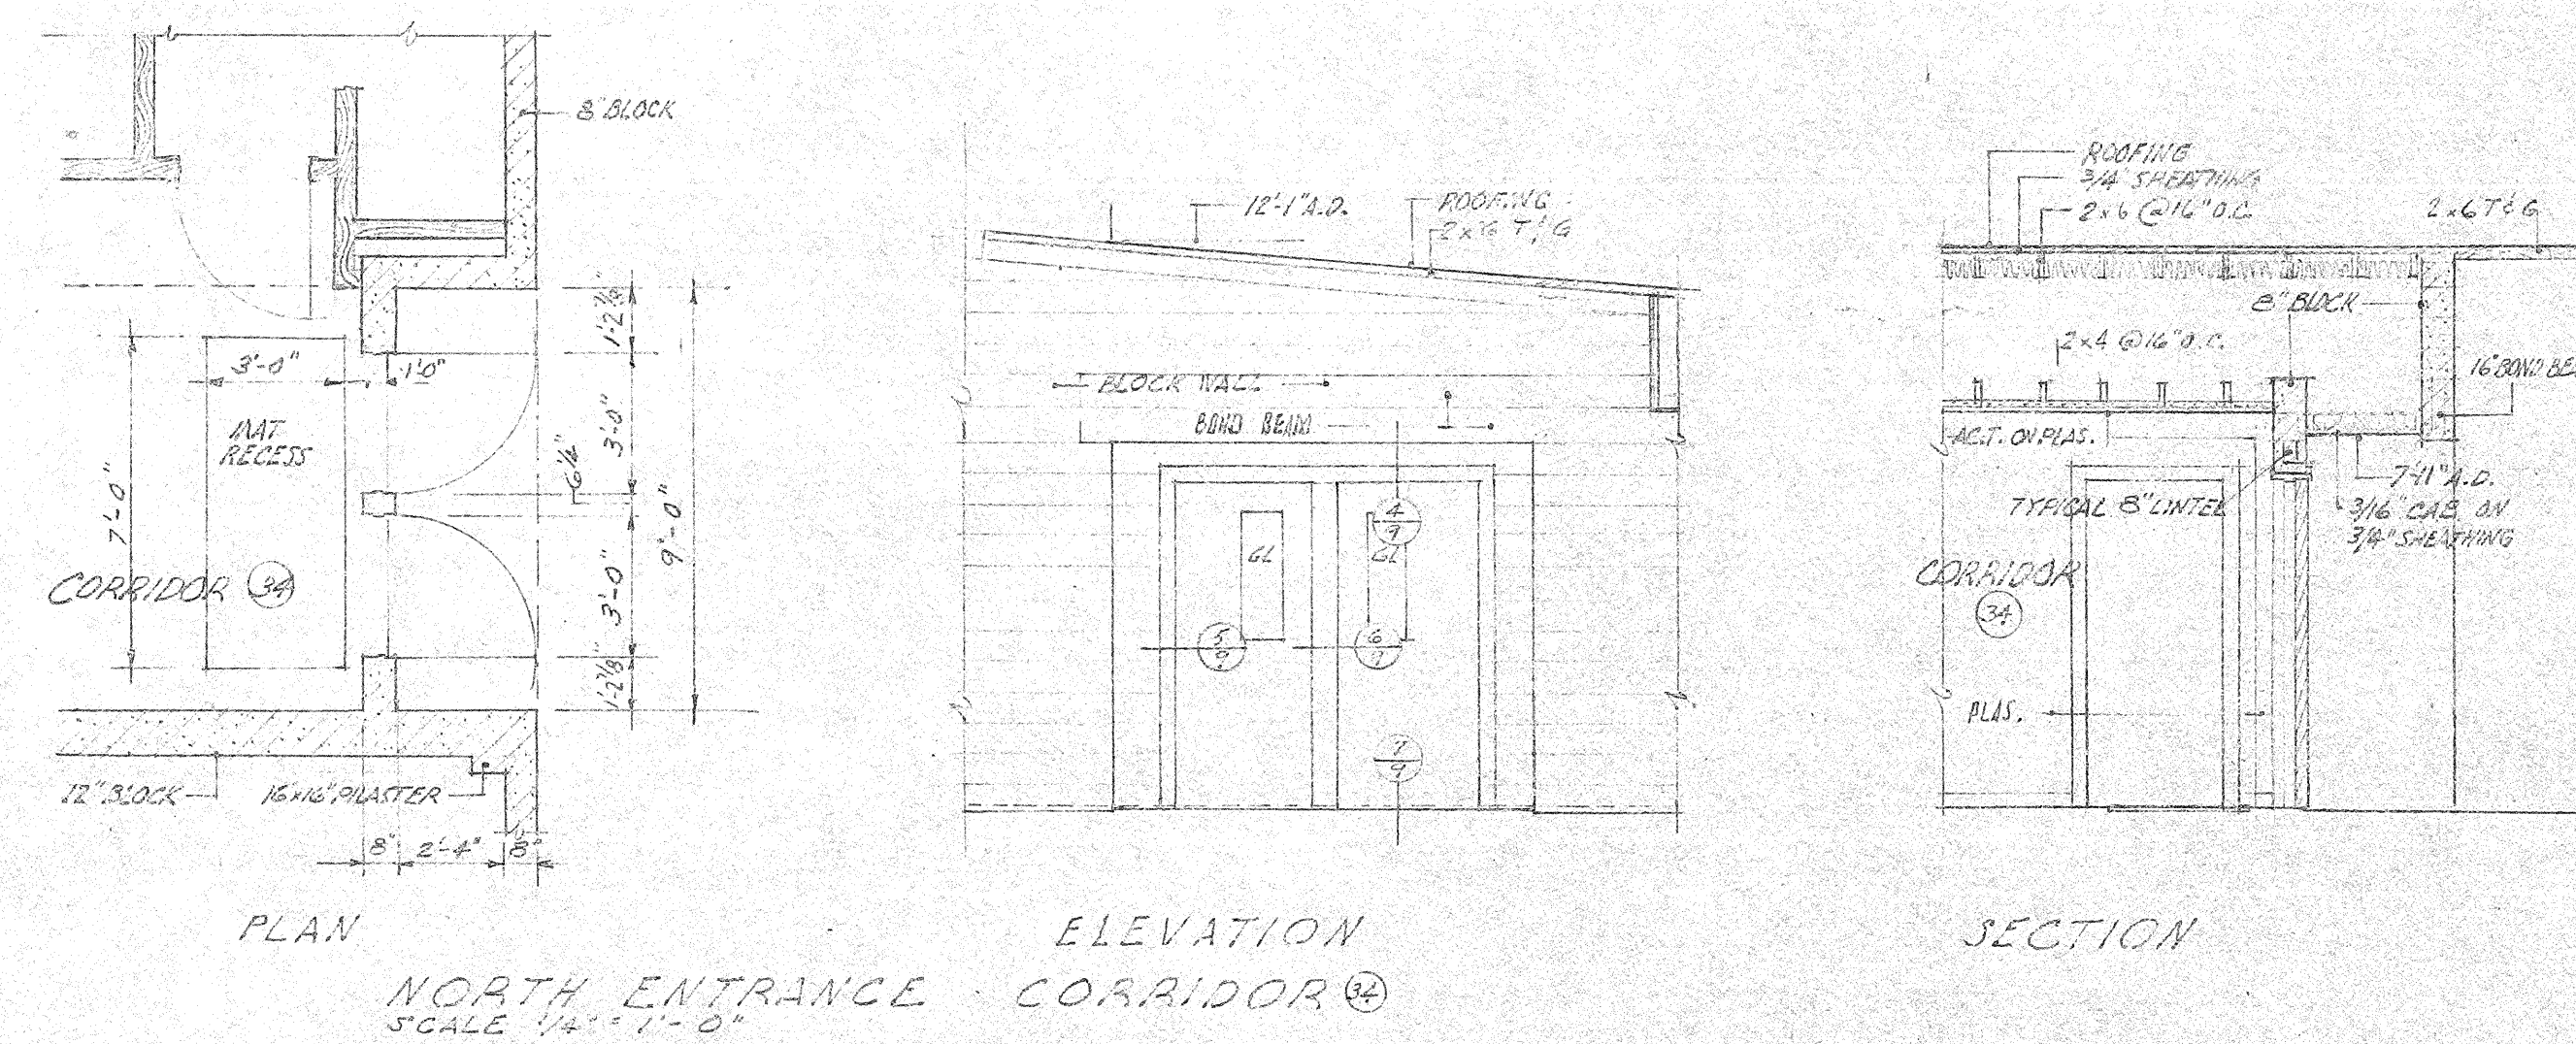 8" BLOCK
1'-2 7/8"
3'-0"
1'0"
MAT
RECESS
3'-0"
6 1/4"
7'-0"
9'-0"
CORRIDOR 34
3'-0"
1'-2 7/8"
12" BLOCK
16x16" PILASTER
8"
2'-4"
8"
PLAN
12'-1" A.D.
ROOFING
2x6 T&G
BLOCK WALL
BOND BEAM
GL
GL
4
9
5
9
6
9
7
9
ELEVATION
ROOFING
3/4" SHEATHING
2x6 @ 16" O.C.
2x6 T&G
8" BLOCK
2x4 @ 16" O.C.
16" BOND BEA
AC.T. ON PLAS.
7'-11" A.D.
TYPICAL 8" LINTEL
3/16" CAB ON
3/4" SHEATHING
CORRIDOR
34
PLAS.
SECTION
NORTH ENTRANCE - CORRIDOR 34
SCALE 1/4" = 1'-0"